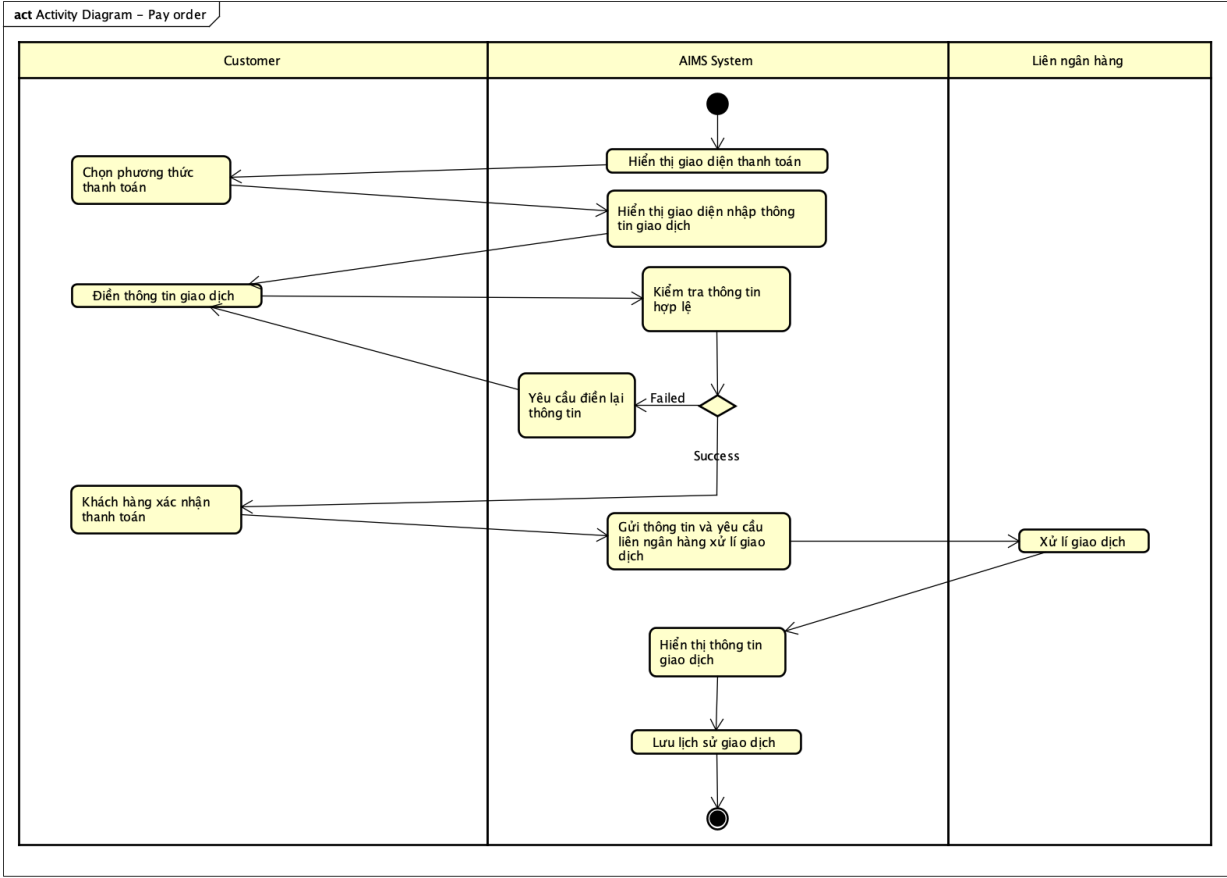 act Activity Diagram – Pay order
Customer
AIMS System
Liên ngân hàng
Hiển thị giao diện thanh toán
Chọn phương thức
thanh toán
Hiển thị giao diện nhập thông
tin giao dịch
Điền thông tin giao dịch
Kiểm tra thông tin
hợp lệ
Yêu cầu điền lại
thông tin
Failed
Success
Khách hàng xác nhận
thanh toán
Gửi thông tin và yêu cầu
liên ngân hàng xử lí giao
dịch
Xử lí giao dịch
Hiển thị thông tin
giao dịch
Lưu lịch sử giao dịch